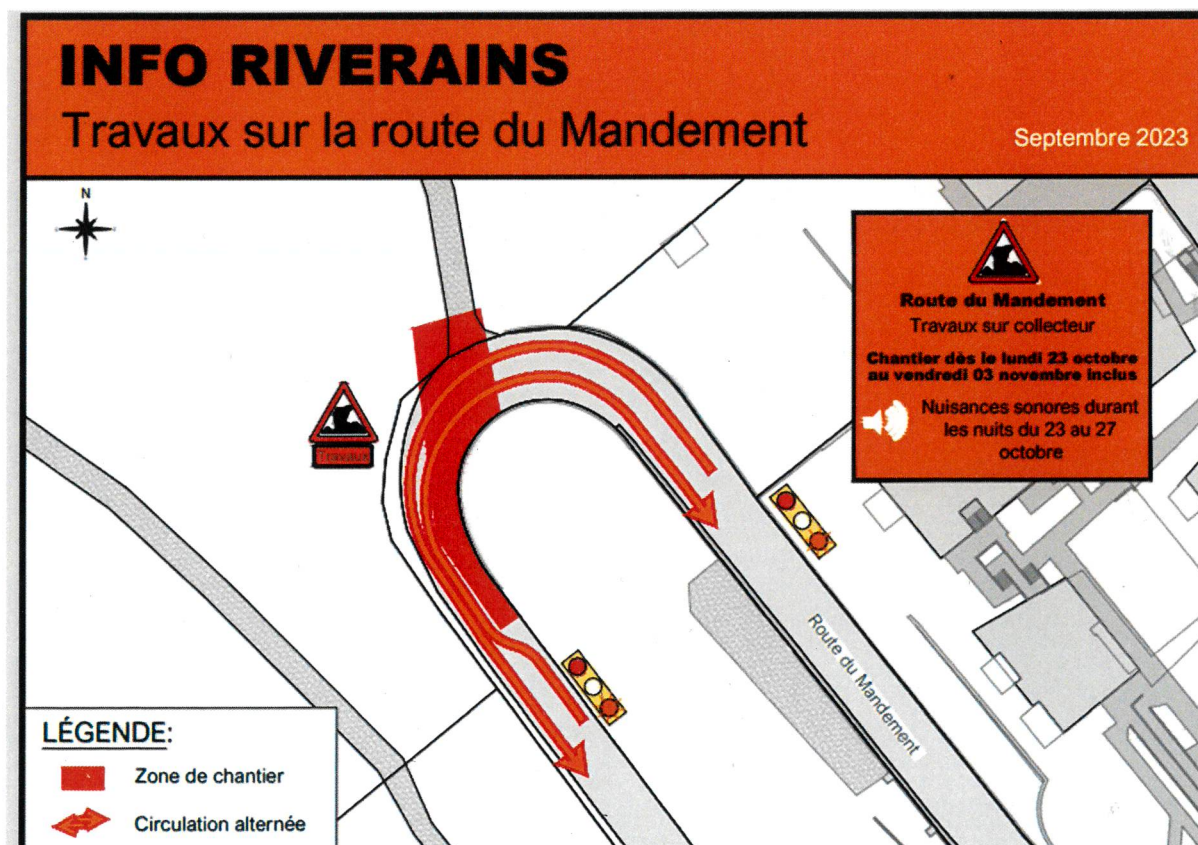 INFO RIVERAINS
Travaux sur la route du Mandement
Septembre 2023
N
Route du Mandement
Travaux sur collecteur
Chantier dès le lundi 23 octobre
au vendredi 03 novembre inclus
Nuisances sonores durant
les nuits du 23 au 27
octobre
Travaux
Route du Mandement
LÉGENDE:
Zone de chantier
Circulation alternée